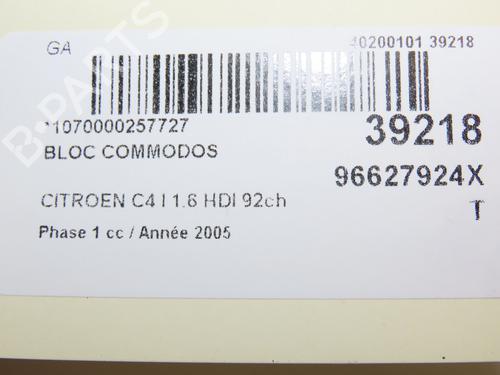 GA
40200101 39218
11070000257727
39218
BLOC COMMODOS
96627924X
T
CITROEN C4 I 1.6 HDI 92ch
Phase 1 cc / Année 2005
B-PARTS